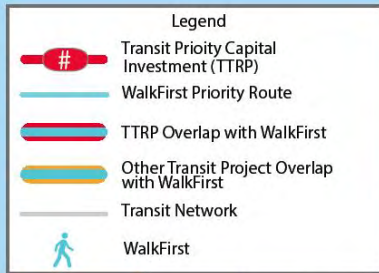 Legend
#
Transit Prioity Capital
Investment (TTRP)
WalkFirst Priority Route
TTRP Overlap with WalkFirst
Other Transit Project Overlap
with WalkFirst
Transit Network
WalkFirst